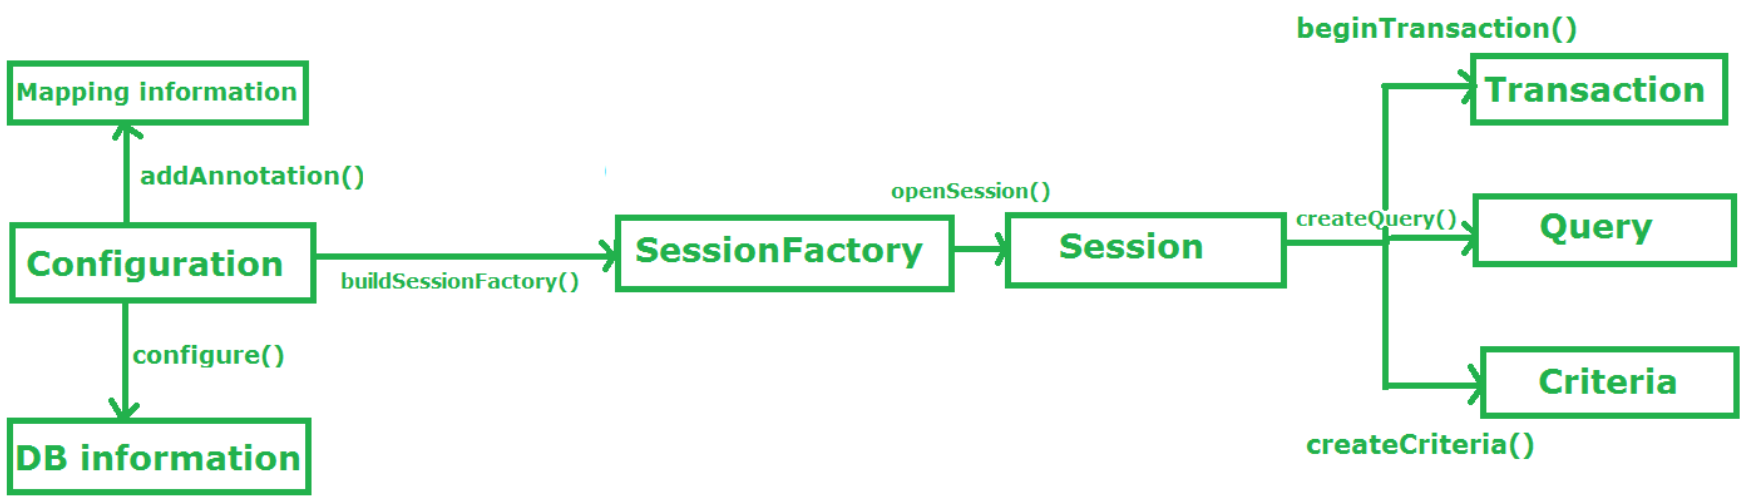 beginTransaction()
Mapping information
Transaction
addAnnotation()
openSession()
createQuery()
Query
Configuration
SessionFactory
Session
buildSessionFactory()
configure()
Criteria
DB information
createCriteria()